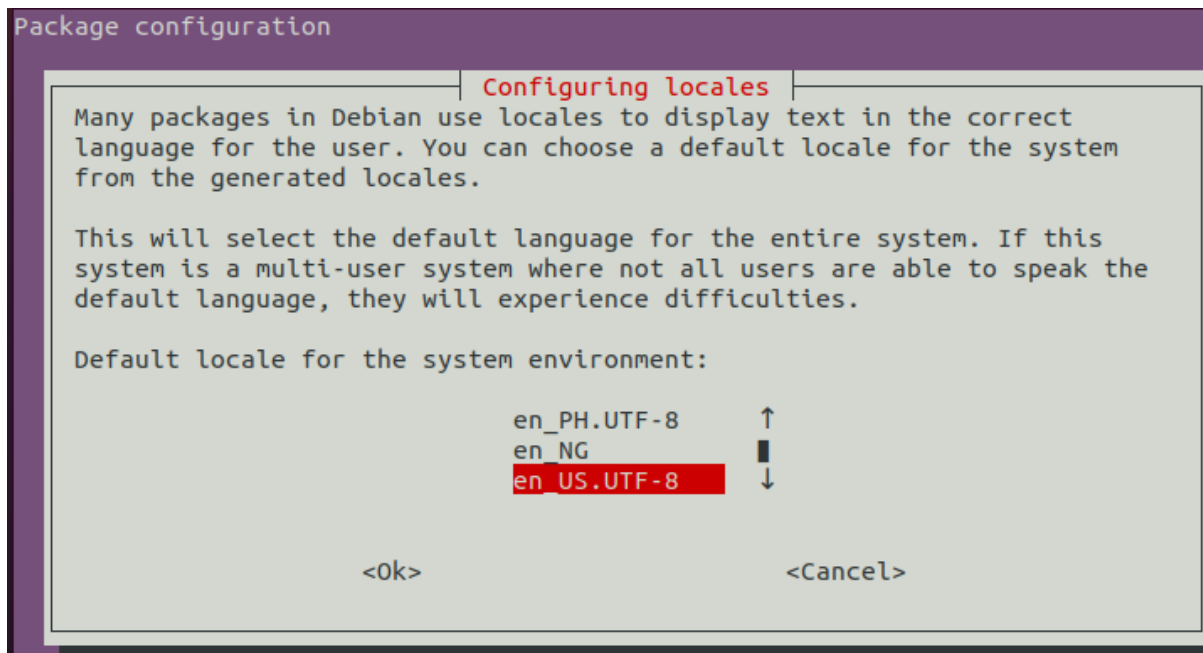 Package configuration
Configuring locales
Many packages in Debian use locales to display text in the correct
language for the user. You can choose a default locale for the system
from the generated locales.
This will select the default language for the entire system. If this
system is a multi-user system where not all users are able to speak the
default language, they will experience difficulties.
Default locale for the system environment:
en_PH.UTF-8
en_NG
en_US.UTF-8
<Ok> <Cancel>